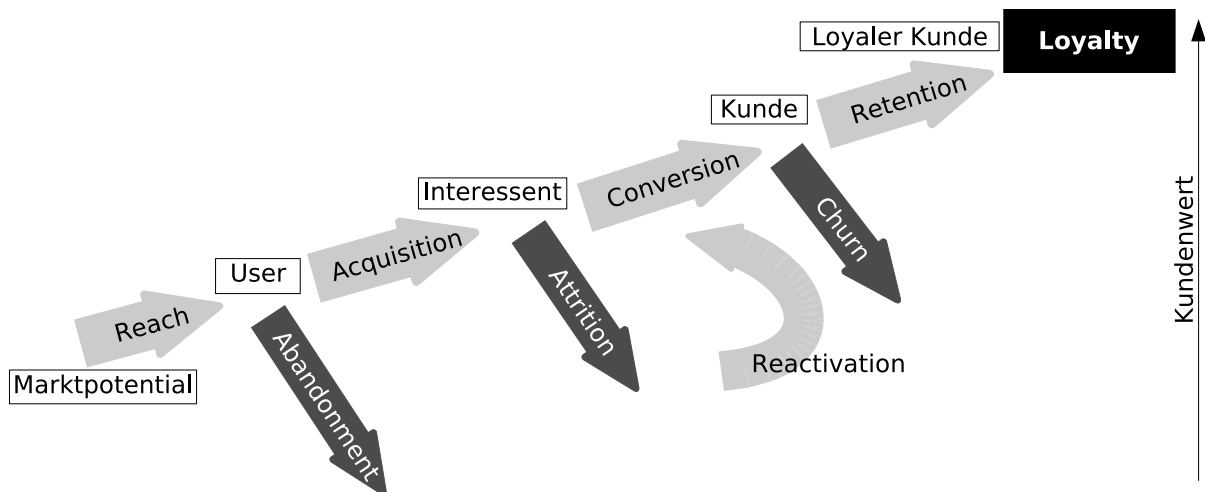 Loyaler Kunde
Loyalty
Retention
Kunde
Conversion
Churn
Interessent
Acquisition
Attrition
User
Reach
Abandonment
Reactivation
Marktpotential
Kundenwert